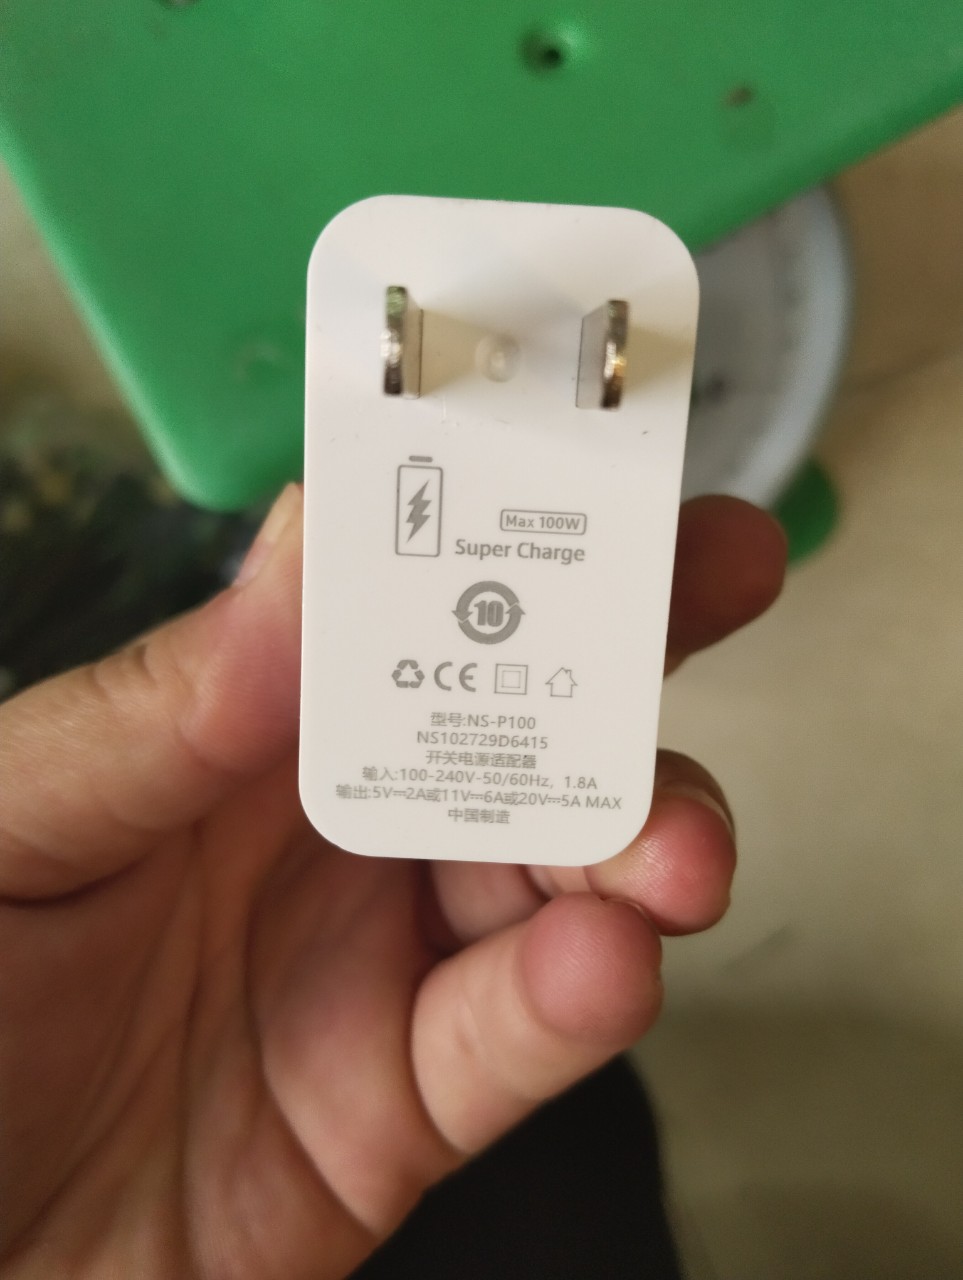 Max 100W
Super Charge
10
CE
型号:NS-P100
NS102729D6415
开关电源适配器
输入:100-240V-50/60Hz, 1.8A
输出:5V⎓2A或11V⎓6A或20V⎓5A MAX
中国制造